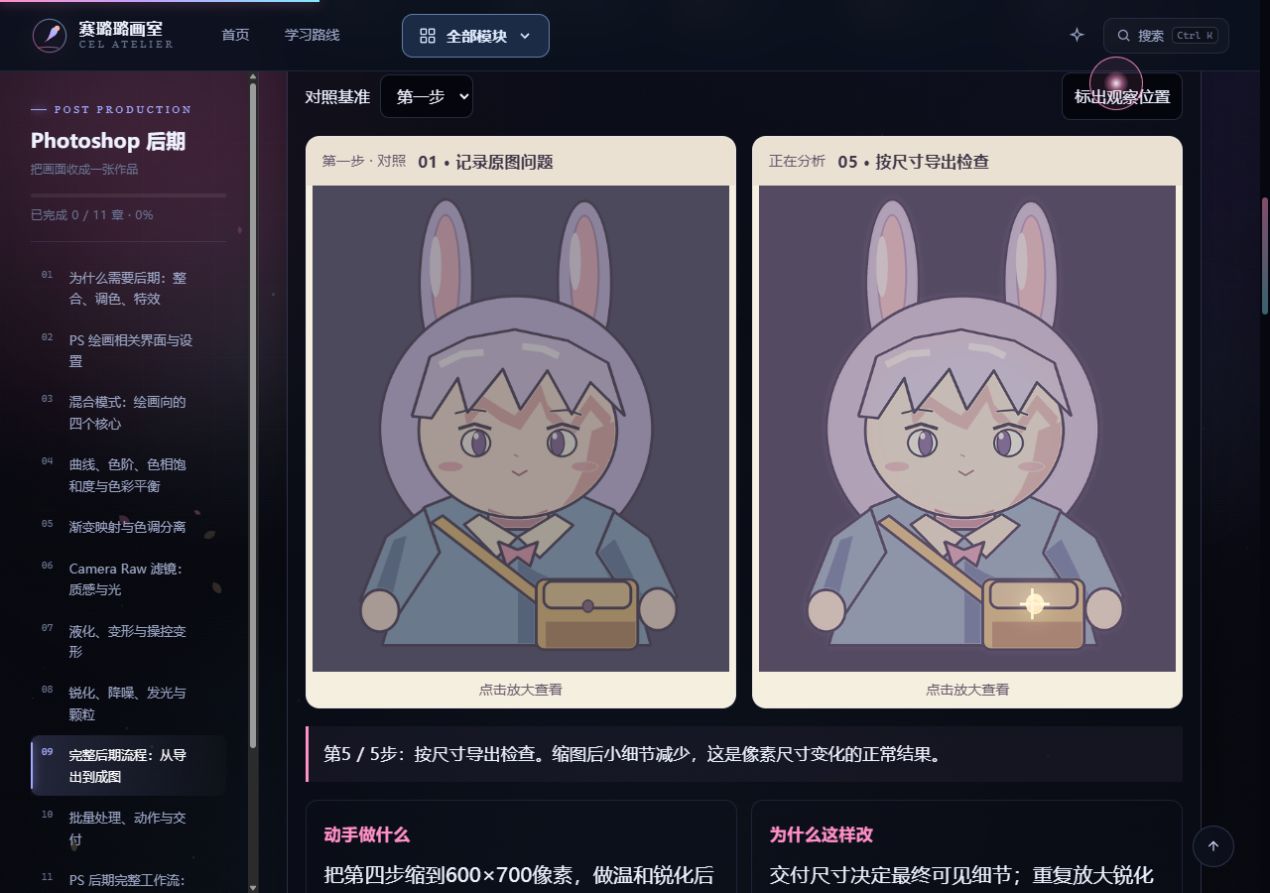 寒璐璐画室
CEL ATELIER
首页
学习路线
全部模块
搜索
Ctrl K
POST PRODUCTION
Photoshop 后期
把画面收成一张作品
已完成 0 / 11 章 · 0%
01 为什么需要后期：整
合、调色、特效
02 PS 绘画相关界面与设
置
03 混合模式：绘画向的
四个核心
04 曲线、色阶、色相饱
和度与色彩平衡
05 渐变映射与色调分离
06 Camera Raw 滤镜：
质感与光
07 液化、变形与操控变
形
08 锐化、降噪、发光与
颗粒
09 完整后期流程：从导
出到成图
10 批量处理、动作与交
付
11 PS 后期完整工作流：
对照基准
第一步
标出观察位置
第一步 · 对照 01 • 记录原图问题
点击放大查看
正在分析 05 • 按尺寸导出检查
点击放大查看
第5 / 5步：按尺寸导出检查。缩图后小细节减少，这是像素尺寸变化的正常结果。
动手做什么
把第四步缩到600×700像素，做温和锐化后
为什么这样改
交付尺寸决定最终可见细节；重复放大锐化